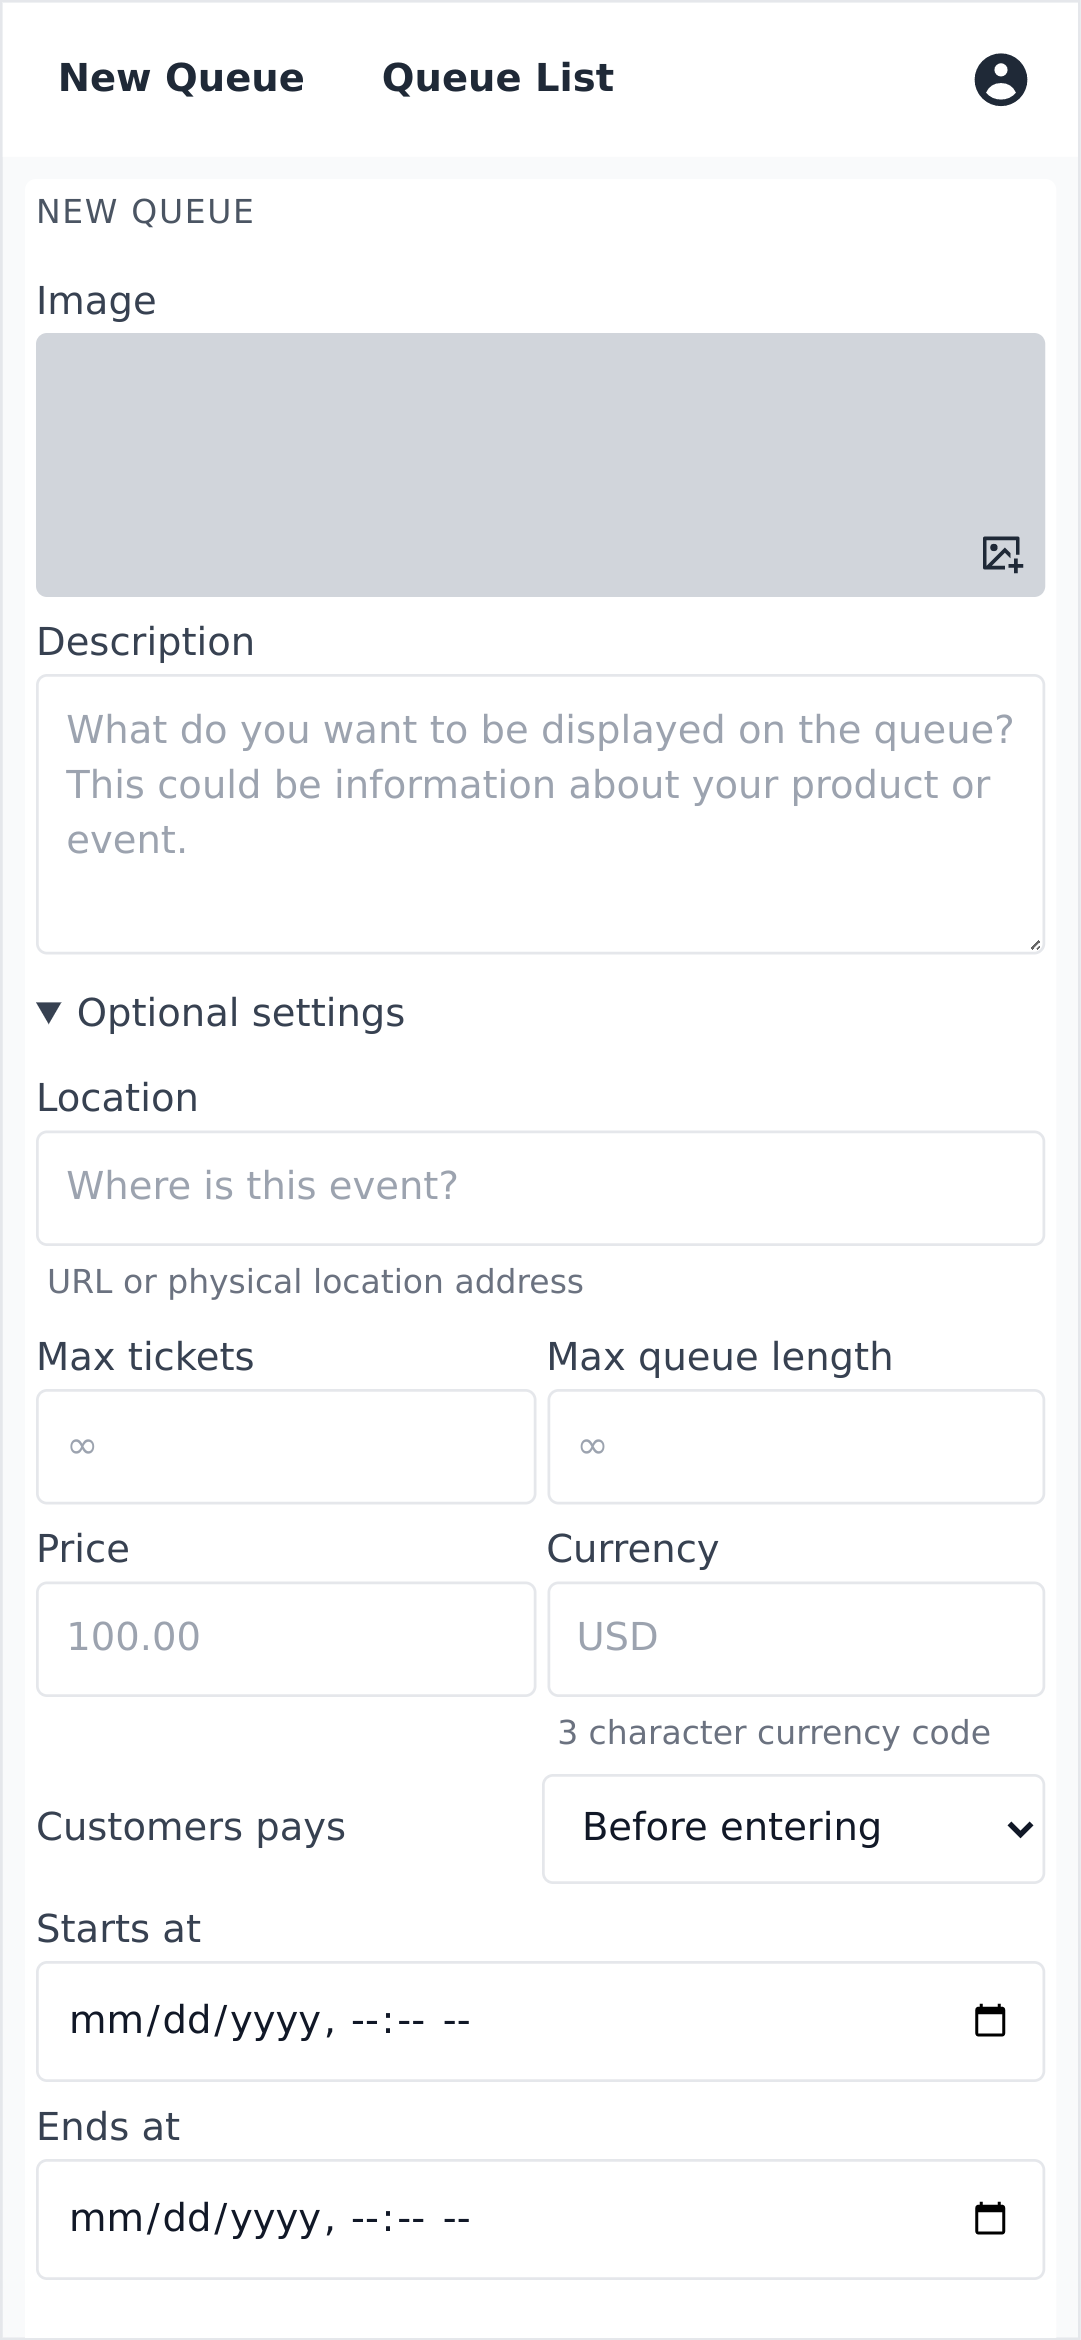 New Queue Queue List
NEW QUEUE
Image
Description
What do you want to be displayed on the queue?
This could be information about your product or
event.
▼ Optional settings
Location
Where is this event?
URL or physical location address
Max tickets Max queue length
∞ ∞
Price Currency
100.00 USD
3 character currency code
Customers pays Before entering
Starts at
mm/dd/yyyy, --:-- --
Ends at
mm/dd/yyyy, --:-- --